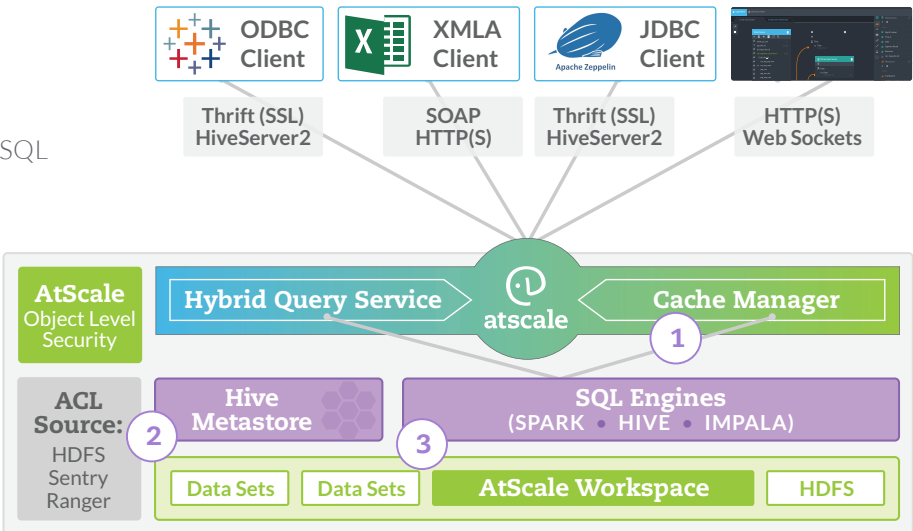 ODBC
Client
XMLA
Client
Apache Zeppelin
JDBC
Client
Thrift (SSL)
HiveServer2
SOAP
HTTP(S)
Thrift (SSL)
HiveServer2
HTTP(S)
Web Sockets
SQL
AtScale
Object Level
Security
Hybrid Query Service
atscale
Cache Manager
1
ACL
Source:
HDFS
Sentry
Ranger
2
Hive
Metastore
3
SQL Engines
(SPARK • HIVE • IMPALA)
Data Sets
Data Sets
AtScale Workspace
HDFS